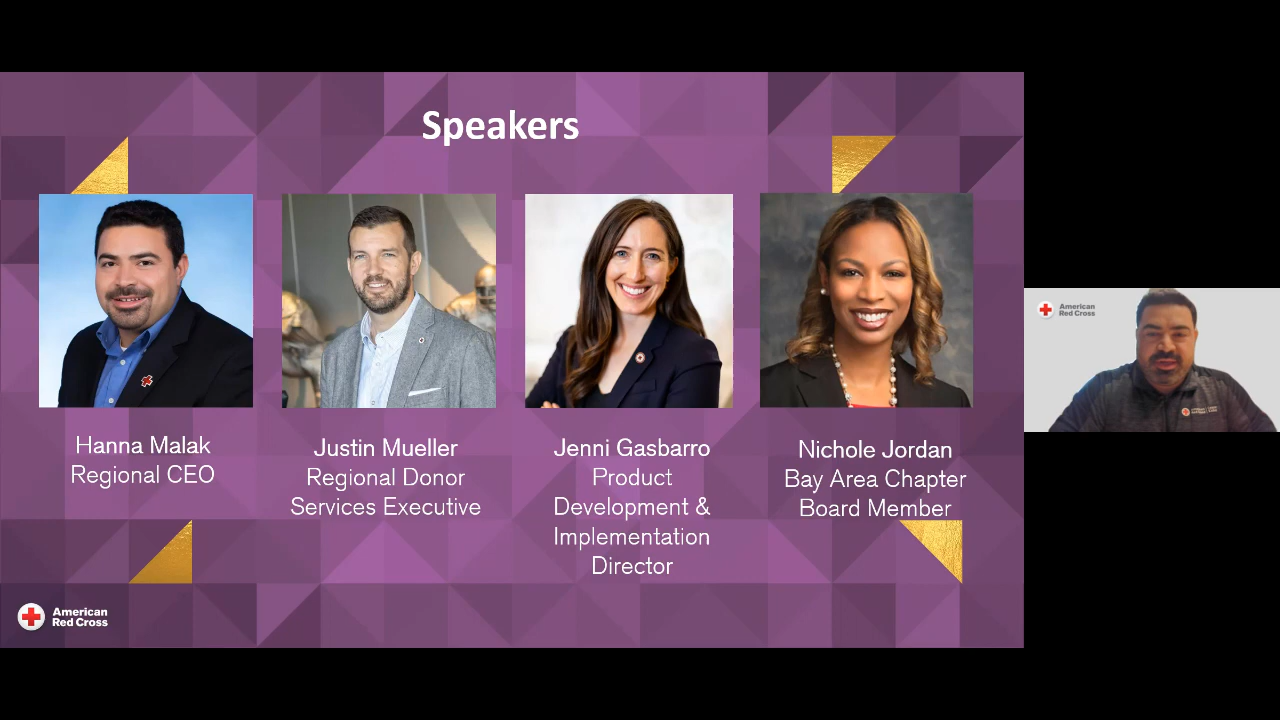 Speakers
Hanna Malak
Regional CEO
Justin Mueller
Regional Donor
Services Executive
Jenni Gasbarro
Product
Development &
Implementation
Director
Nichole Jordan
Bay Area Chapter
Board Member
American
Red Cross
American
Red Cross